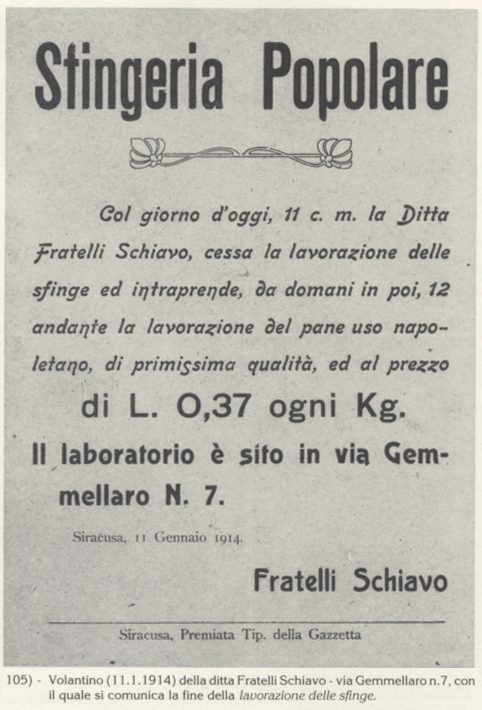 Sfingeria Popolare
Col giorno d'oggi, 11 c. m. la Ditta
Fratelli Schiavo, cessa la lavorazione delle
sfinge ed intraprende, da domani in poi, 12
andante la lavorazione del pane uso napo-
letano, di primissima qualità, ed al prezzo
di L. 0,37 ogni Kg.
Il laboratorio è sito in via Gem-
mellaro N. 7.
Siracusa, 11 Gennaio 1914.
Fratelli Schiavo
Siracusa, Premiata Tip. della Gazzetta
105) - Volantino (11.1.1914) della ditta Fratelli Schiavo - via Gemmellaro n.7, con
il quale si comunica la fine della lavorazione delle sfinge.